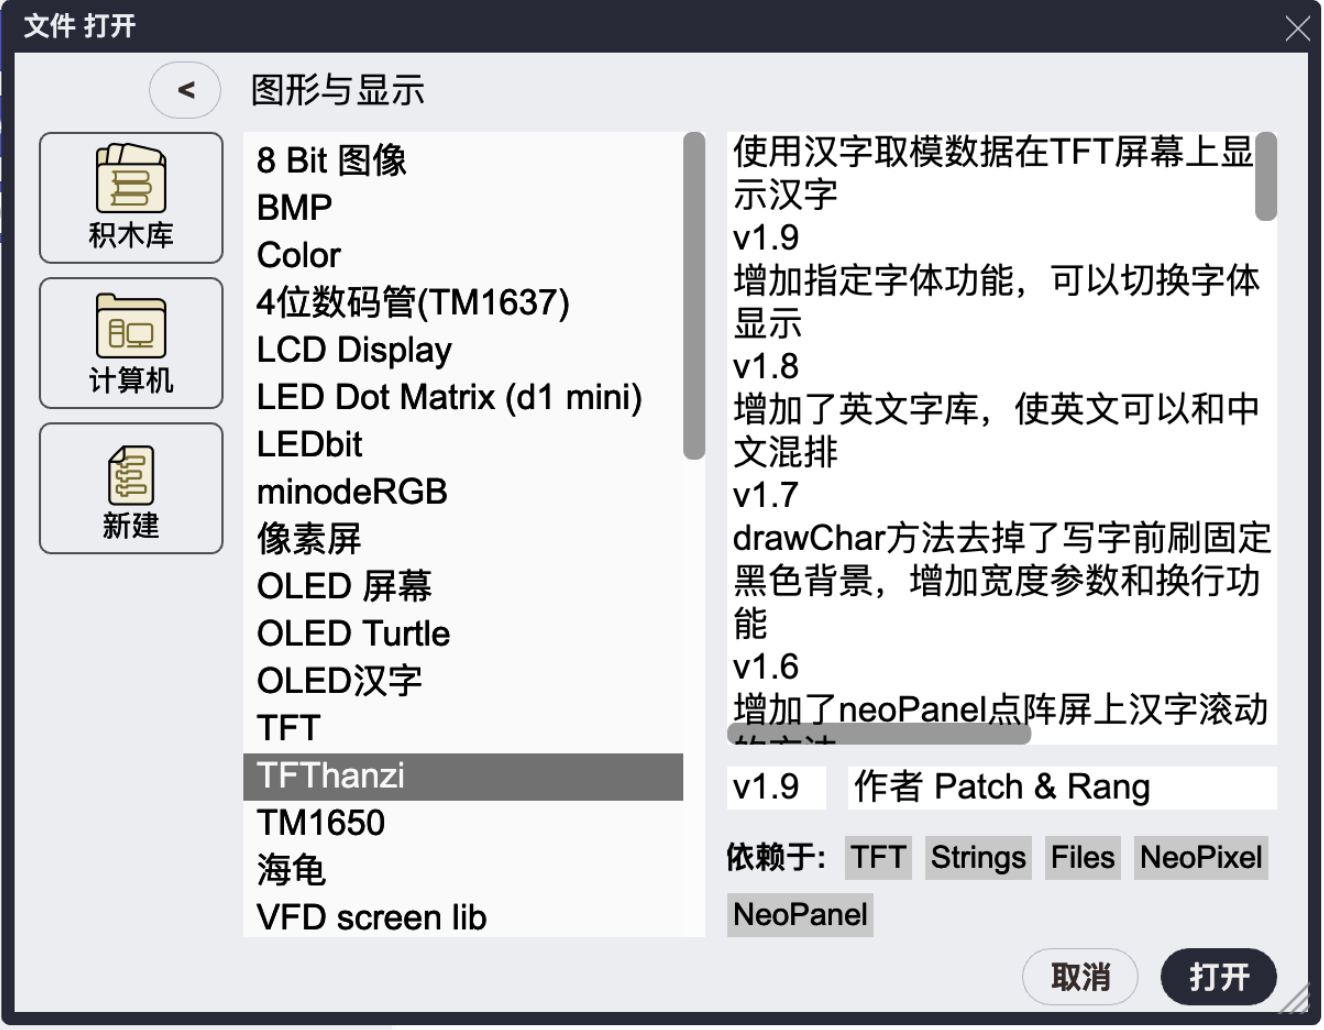 文件 打开
<
图形与显示
积木库
计算机
新建
8 Bit 图像
BMP
Color
4位数码管(TM1637)
LCD Display
LED Dot Matrix (d1 mini)
LEDbit
minodeRGB
像素屏
OLED 屏幕
OLED Turtle
OLED汉字
TFT
TFThanzi
TM1650
海龟
VFD screen lib
使用汉字取模数据在TFT屏幕上显
示汉字
v1.9
增加指定字体功能，可以切换字体
显示
v1.8
增加了英文字库，使英文可以和中
文混排
v1.7
drawChar方法去掉了写字前刷固定
黑色背景，增加宽度参数和换行功
能
v1.6
增加了neoPanel点阵屏上汉字滚动
的方法
v1.9
作者 Patch & Rang
依赖于: TFT Strings Files NeoPixel
NeoPanel
取消
打开